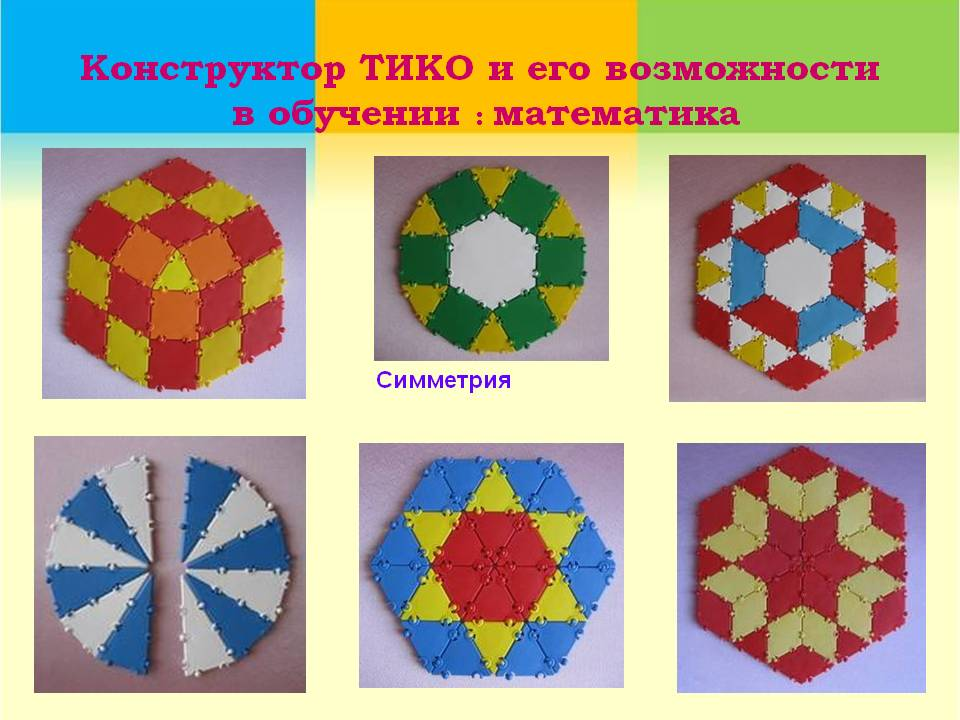 Конструктор ТИКО и его возможности
в обучении : математика
Симметрия